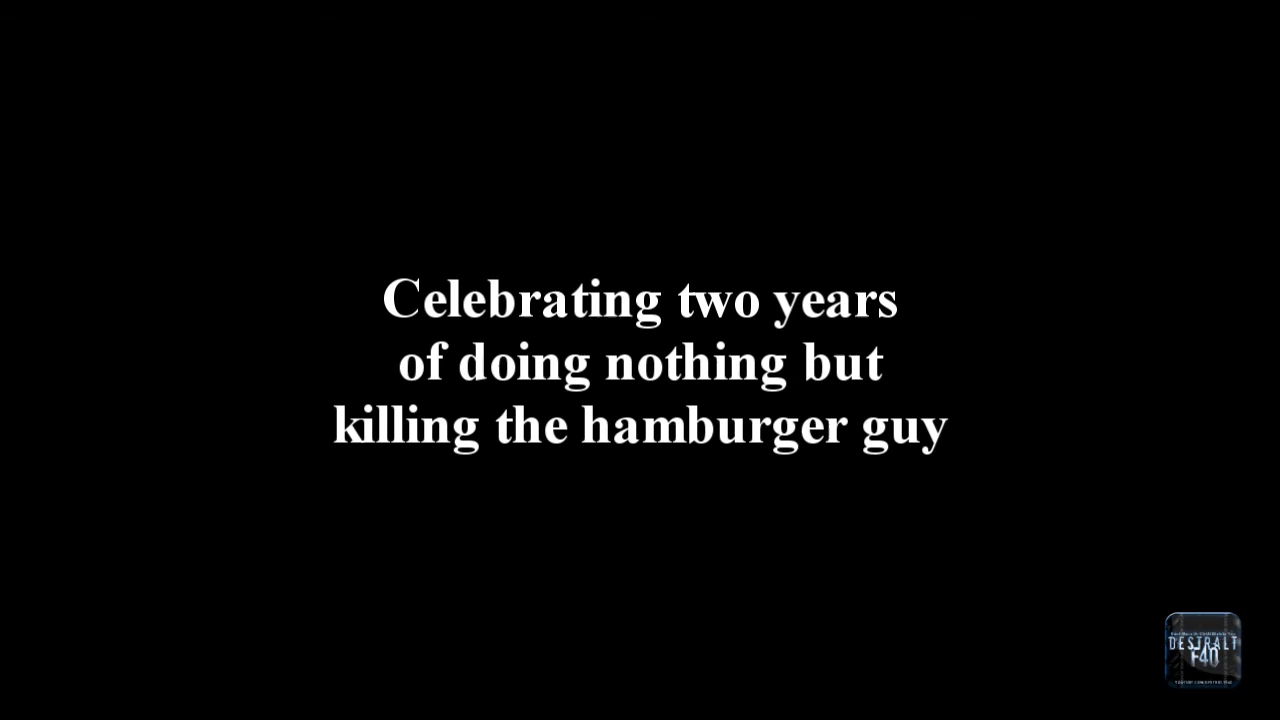 Celebrating two years
of doing nothing but
killing the hamburger guy
DESTRALT
F40